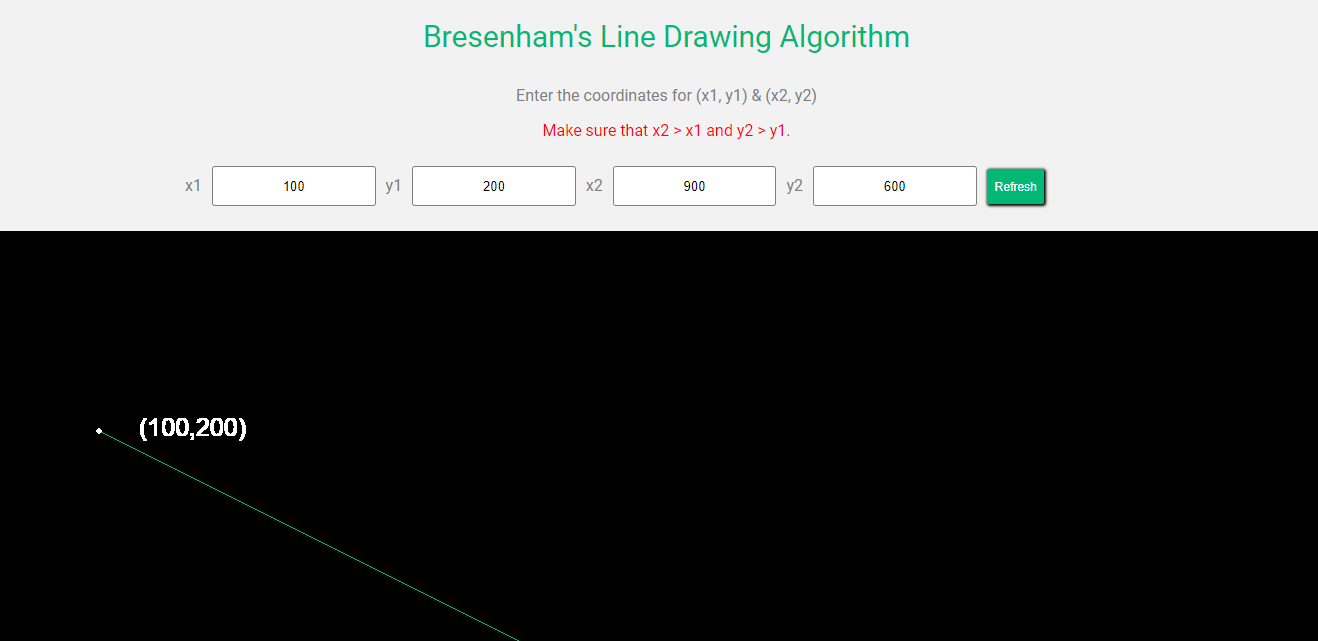 Bresenham's Line Drawing Algorithm
Enter the coordinates for (x1, y1) & (x2, y2)
Make sure that x2 > x1 and y2 > y1.
x1 100 y1 200 x2 900 y2 600 Refresh
(100,200)